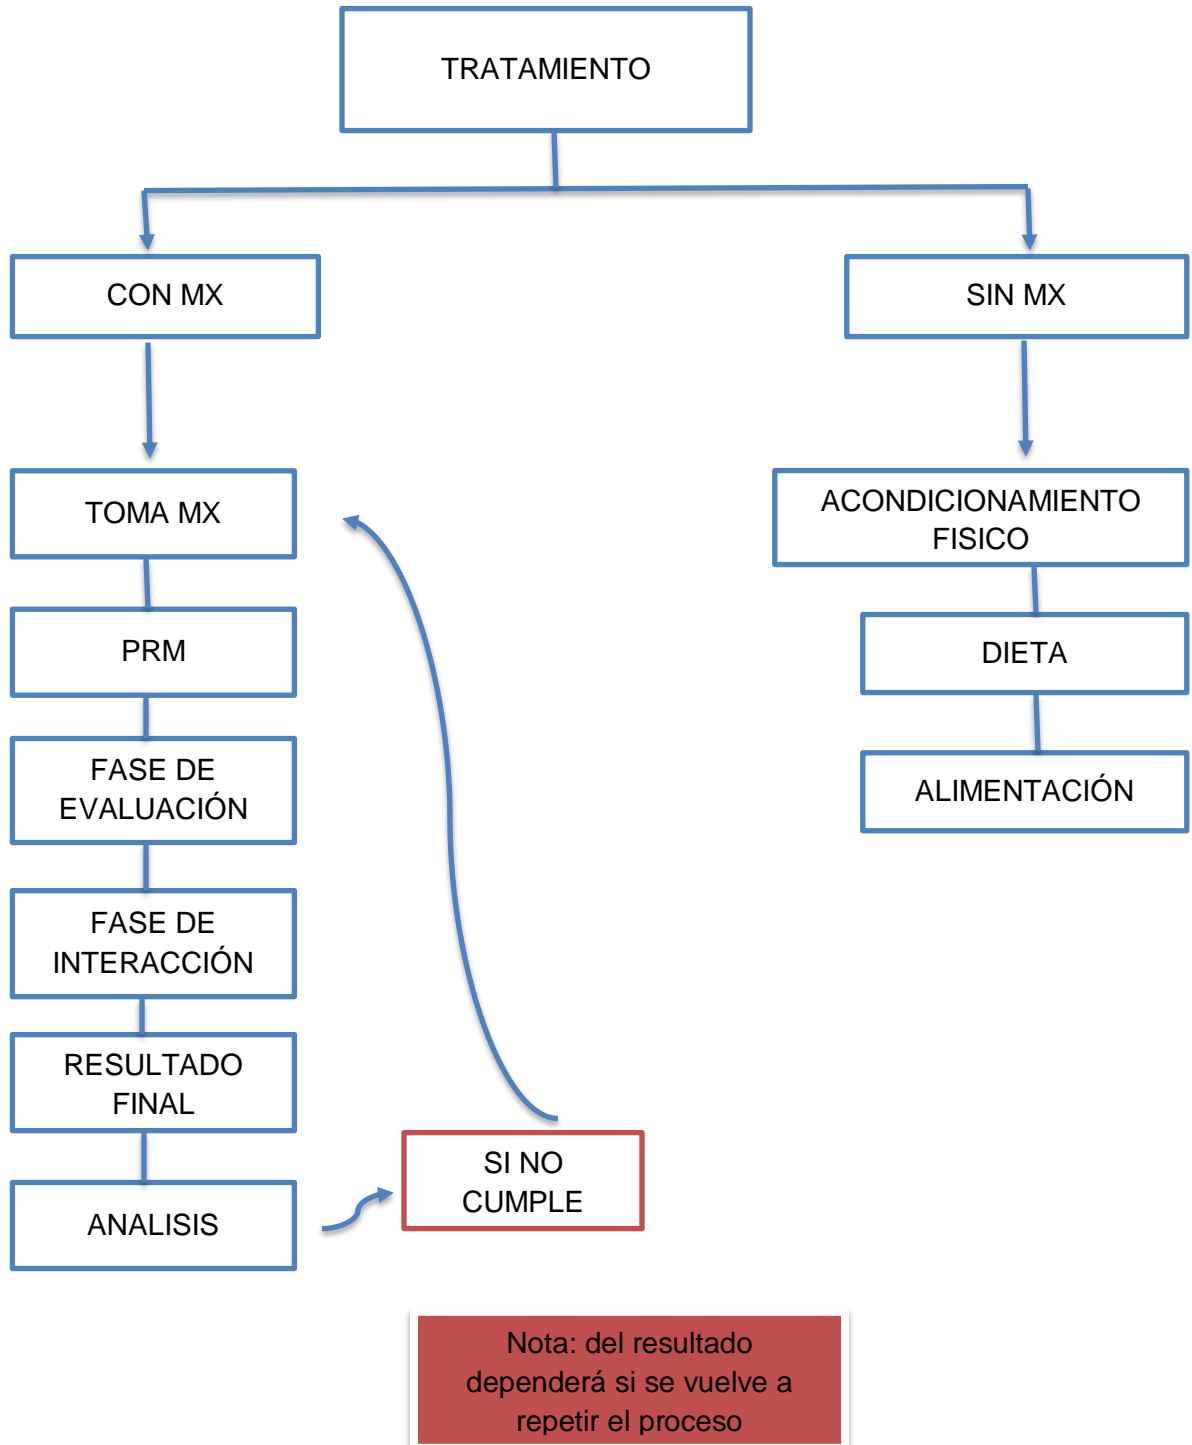 TRATAMIENTO
CON MX
SIN MX
TOMA MX
ACONDICIONAMIENTO
FISICO
PRM
DIETA
FASE DE
EVALUACIÓN
ALIMENTACIÓN
FASE DE
INTERACCIÓN
RESULTADO
FINAL
SI NO
CUMPLE
ANALISIS
Nota: del resultado
dependerá si se vuelve a
repetir el proceso